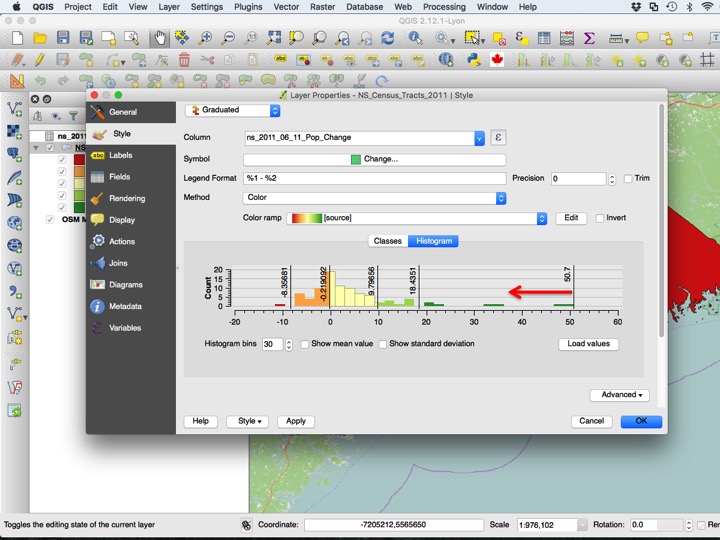 QGIS Project Edit View Layer Settings Plugins Vector Raster Database Web Processing Window Help
QGIS 2.12.1-Lyon
abc
Layer Properties - NS_Census_Tracts_2011 | Style
General
Graduated
Style
Column ns_2011_06_11_Pop_Change ε
ns_2011
NS
abc Labels
Symbol Change...
Fields
Legend Format %1 - %2 Precision 0 Trim
Rendering
Method Color
Display
Color ramp [source] Edit Invert
OSM M
Actions
Classes Histogram
Joins
Diagrams
Metadata
Variables
Count
20
15
10
5
0
-8.35681
-0.219092
9.79656
18.4351
50.7
-20 -10 0 10 20 30 40 50 60
Histogram bins 30 Show mean value Show standard deviation Load values
Advanced
Help Style Apply Cancel OK
Toggles the editing state of the current layer Coordinate: -7205212,5565650 Scale 1:976,102 Rotation: 0.0 Ren